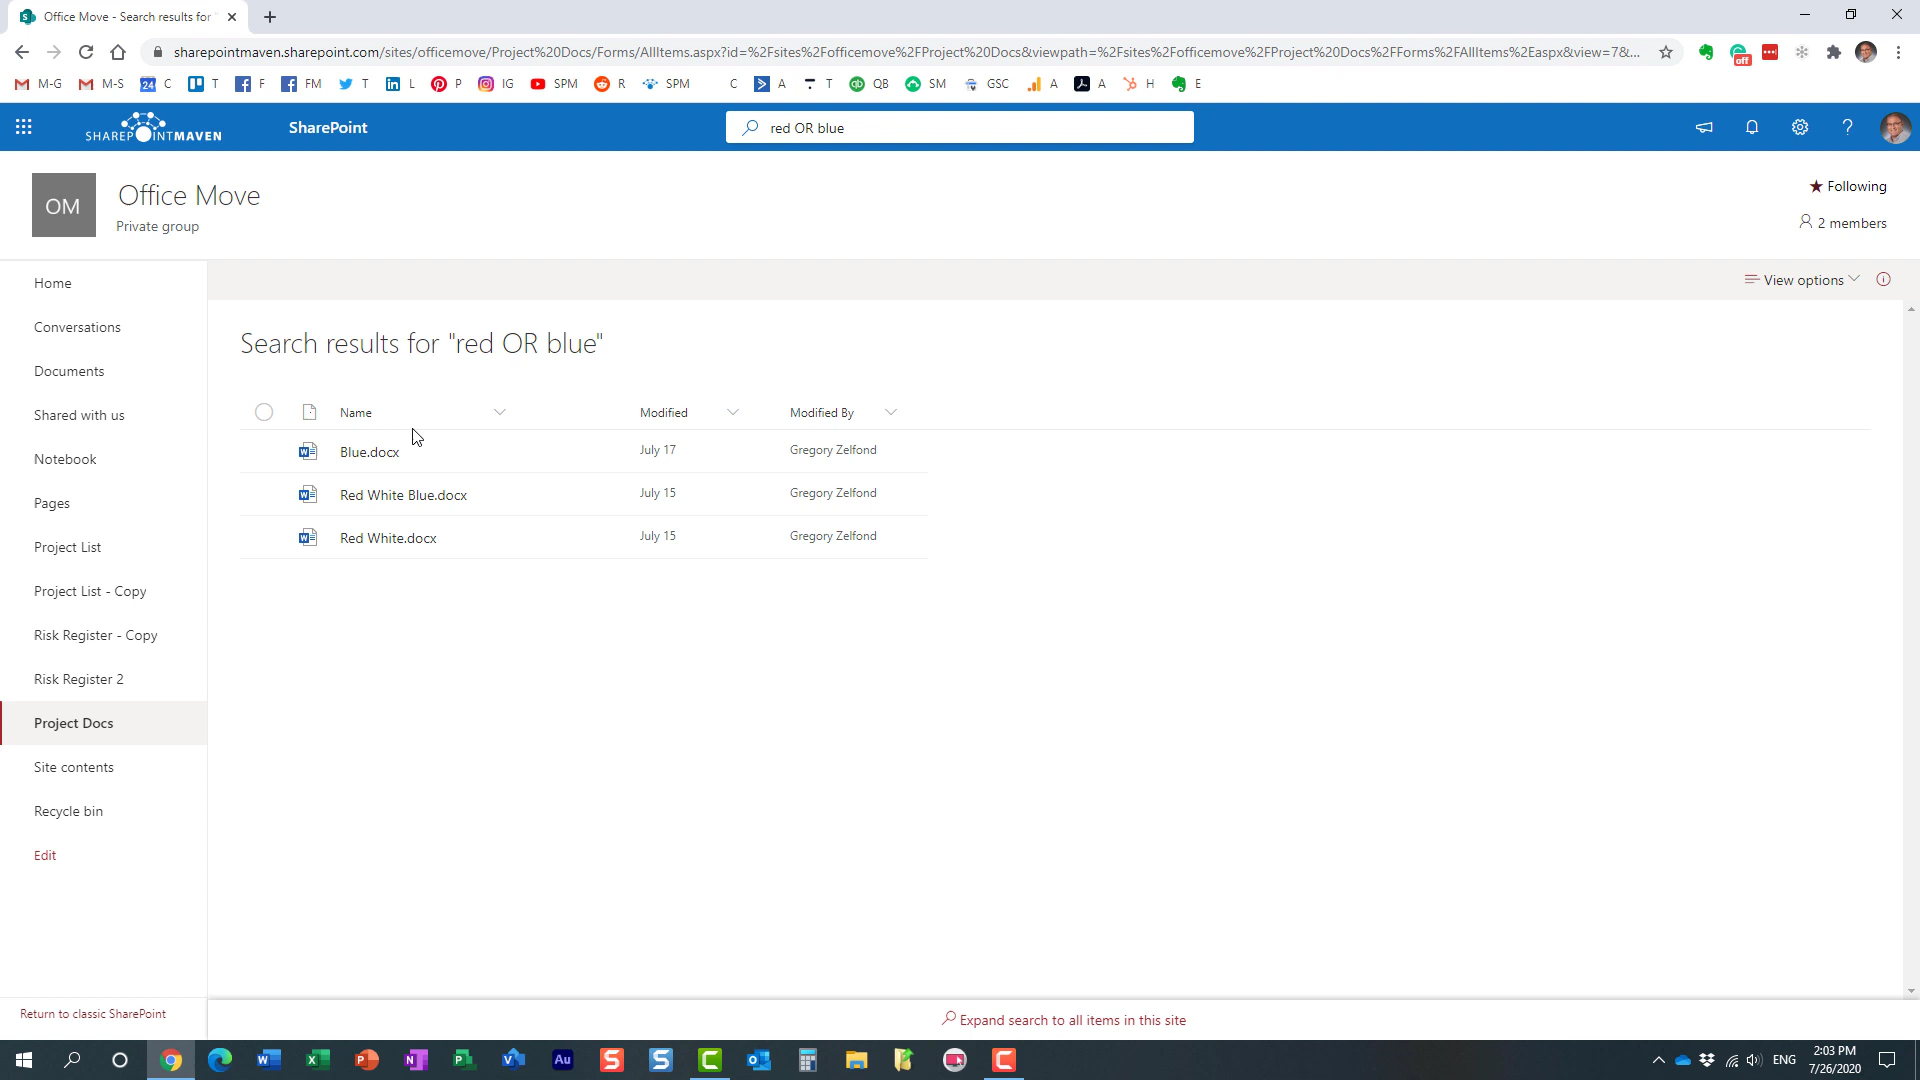 Office Move - Search results for "
sharepointmaven.sharepoint.com/sites/officemove/Project%20Docs/Forms/AllItems.aspx?id=%2Fsites%2Fofficemove%2FProject%20Docs&viewpath=%2Fsites%2Fofficemove%2FProject%20Docs%2FForms%2FAllItems%2Easpx&view=7&...
off
M-G M-S 24 C T F FM T L P IG SPM R SPM C A T QB SM GSC A A H E
SHAREPOINTMAVEN SharePoint red OR blue
OM
Office Move
Private group
Following
2 members
Home
Conversations
Documents
Shared with us
Notebook
Pages
Project List
Project List - Copy
Risk Register - Copy
Risk Register 2
Project Docs
Site contents
Recycle bin
Edit
Return to classic SharePoint
View options
Search results for "red OR blue"
Name Modified Modified By
Blue.docx July 17 Gregory Zelfond
Red White Blue.docx July 15 Gregory Zelfond
Red White.docx July 15 Gregory Zelfond
Expand search to all items in this site
ENG
2:03 PM
7/26/2020